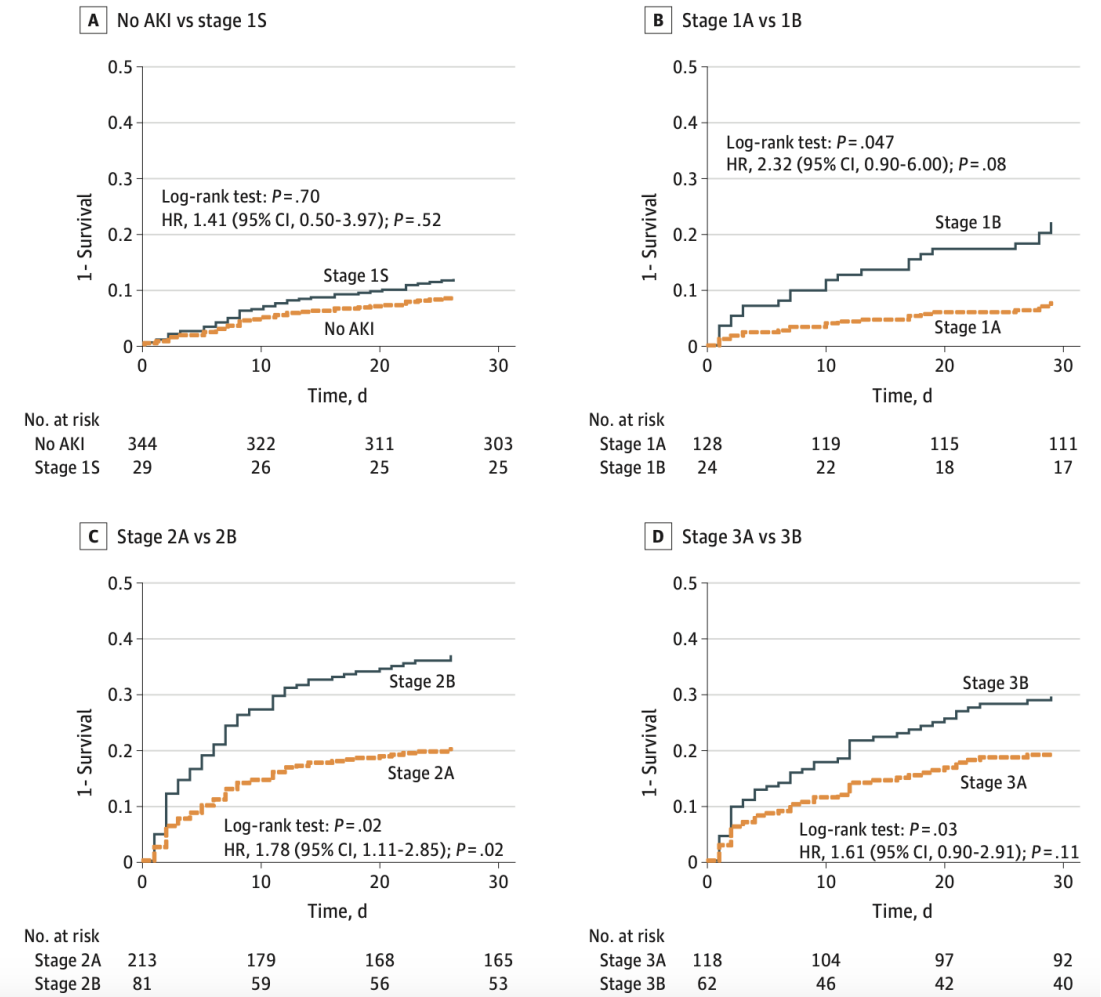 A No AKI vs stage 1S
0.5
0.4
0.3
0.2
0.1
0
1- Survival
Log-rank test: P=.70
HR, 1.41 (95% CI, 0.50-3.97); P=.52
Stage 1S
No AKI
0 10 20 30
Time, d
No. at risk
No AKI 344 322 311 303
Stage 1S 29 26 25 25
B Stage 1A vs 1B
0.5
0.4
0.3
0.2
0.1
0
1- Survival
Log-rank test: P=.047
HR, 2.32 (95% CI, 0.90-6.00); P=.08
Stage 1B
Stage 1A
0 10 20 30
Time, d
No. at risk
Stage 1A 128 119 115 111
Stage 1B 24 22 18 17
C Stage 2A vs 2B
0.5
0.4
0.3
0.2
0.1
0
1- Survival
Stage 2B
Stage 2A
Log-rank test: P=.02
HR, 1.78 (95% CI, 1.11-2.85); P=.02
0 10 20 30
Time, d
No. at risk
Stage 2A 213 179 168 165
Stage 2B 81 59 56 53
D Stage 3A vs 3B
0.5
0.4
0.3
0.2
0.1
0
1- Survival
Stage 3B
Stage 3A
Log-rank test: P=.03
HR, 1.61 (95% CI, 0.90-2.91); P=.11
0 10 20 30
Time, d
No. at risk
Stage 3A 118 104 97 92
Stage 3B 62 46 42 40